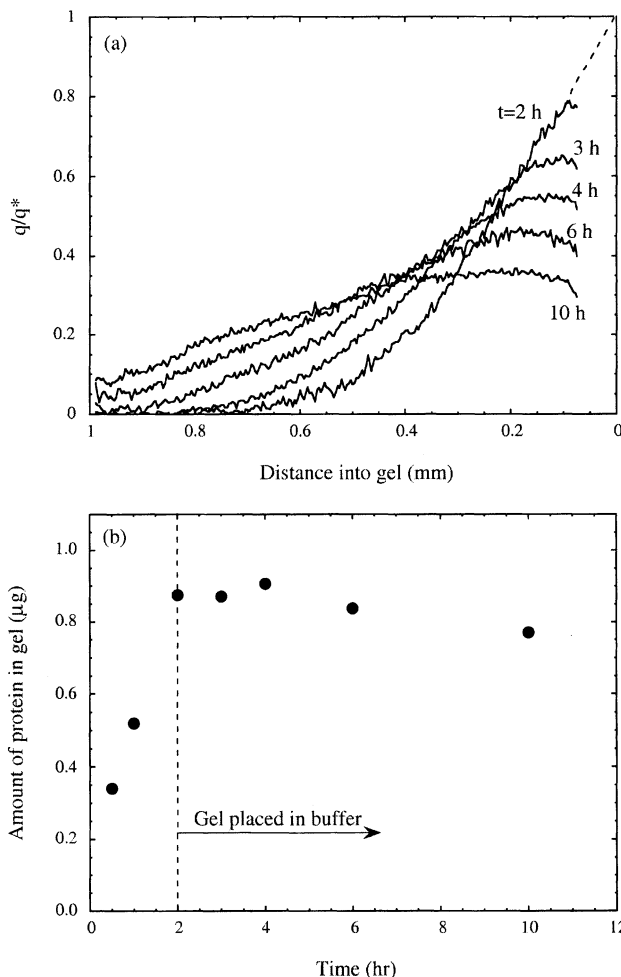 (a)
1
0.8
0.6
0.4
0.2
0
q/q*
t=2 h
3 h
4 h
6 h
10 h
1 0.8 0.6 0.4 0.2 0
Distance into gel (mm)
(b)
1.0
0.8
0.6
0.4
0.2
0.0
Amount of protein in gel (μg)
Gel placed in buffer
0 2 4 6 8 10 12
Time (hr)